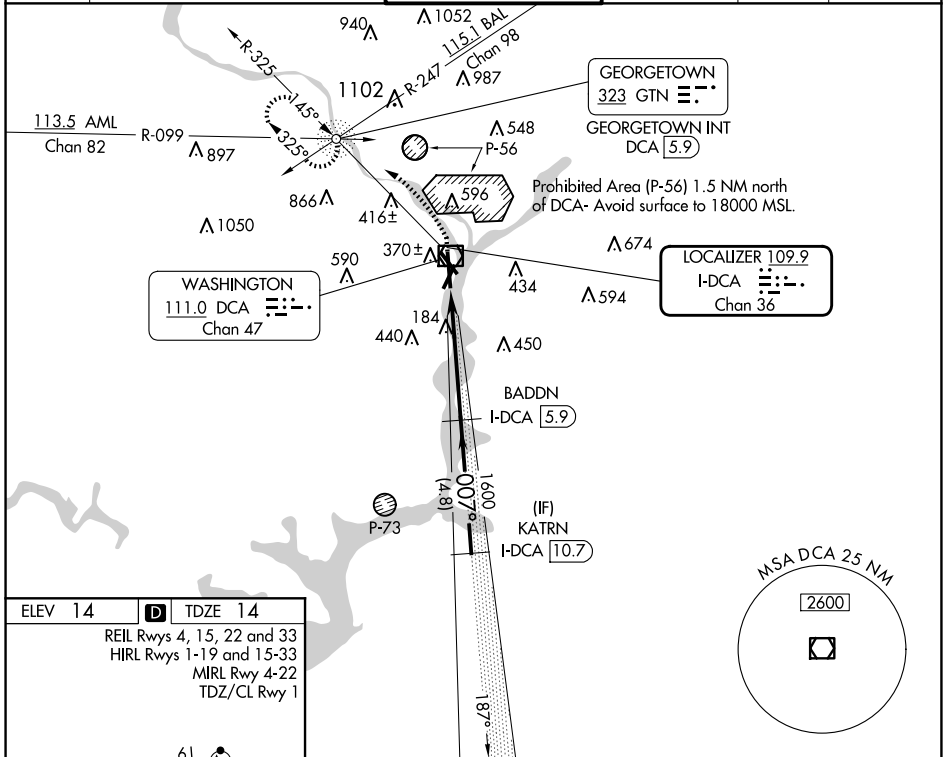 940
1052
115.1 BAL
R-247
Chan 98
R-325
987
1102
GEORGETOWN
323 GTN
145°
325°
113.5 AML
R-099
Chan 82
897
548
P-56
GEORGETOWN INT
DCA 5.9
Prohibited Area (P-56) 1.5 NM north
of DCA- Avoid surface to 18000 MSL.
866
416±
596
1050
370±
674
590
434
WASHINGTON
111.0 DCA
Chan 47
LOCALIZER 109.9
I-DCA
Chan 36
594
184
440
450
BADDN
I-DCA 5.9
1600
007°
(4.8)
P-73
(IF)
KATRN
I-DCA 10.7
187°
MSA DCA 25 NM
2600
ELEV 14
D
TDZE 14
REIL Rwys 4, 15, 22 and 33
HIRL Rwys 1-19 and 15-33
MIRL Rwy 4-22
TDZ/CL Rwy 1